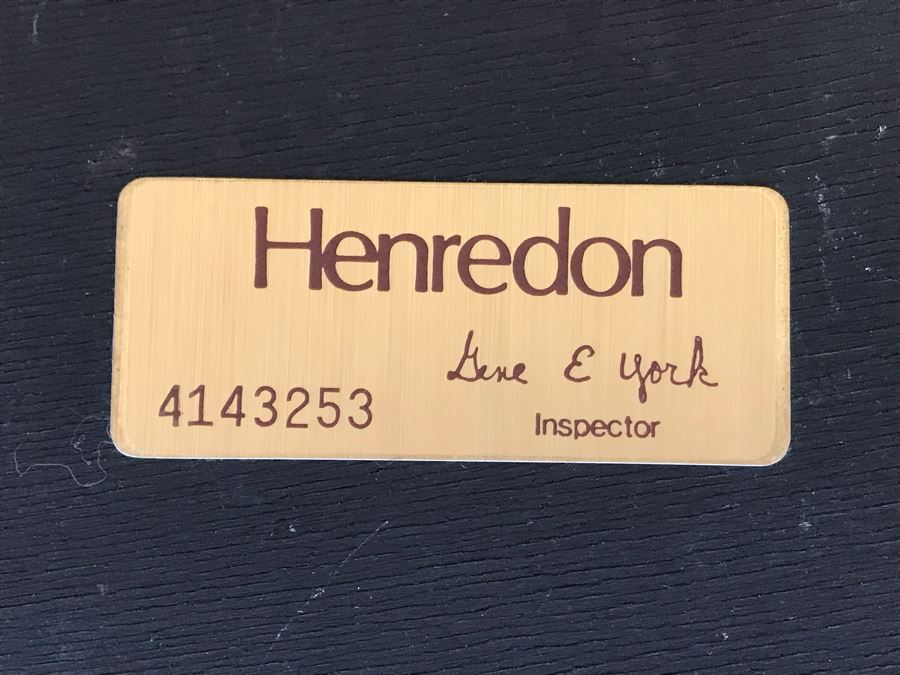 Henredon
Gene E York
4143253
Inspector